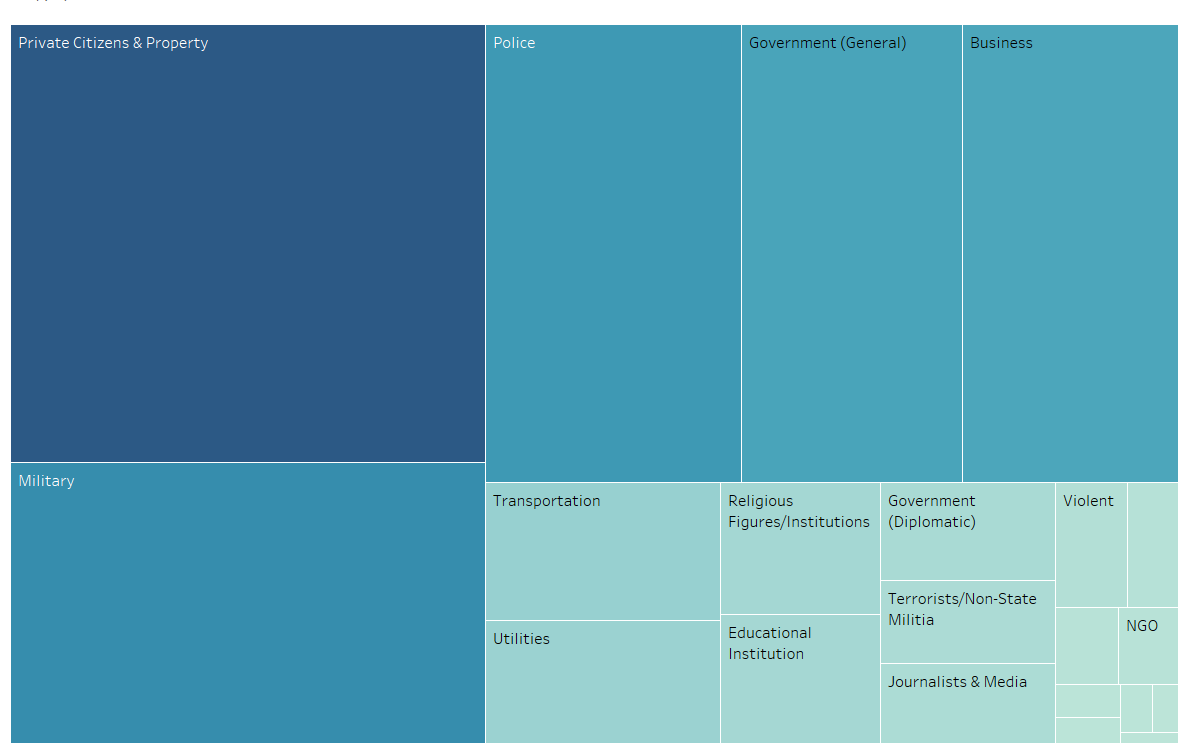 Private Citizens & Property
Police
Government (General)
Business
Military
Transportation
Religious
Figures/Institutions
Government
(Diplomatic)
Violent
Terrorists/Non-State
Militia
NGO
Utilities
Educational
Institution
Journalists & Media